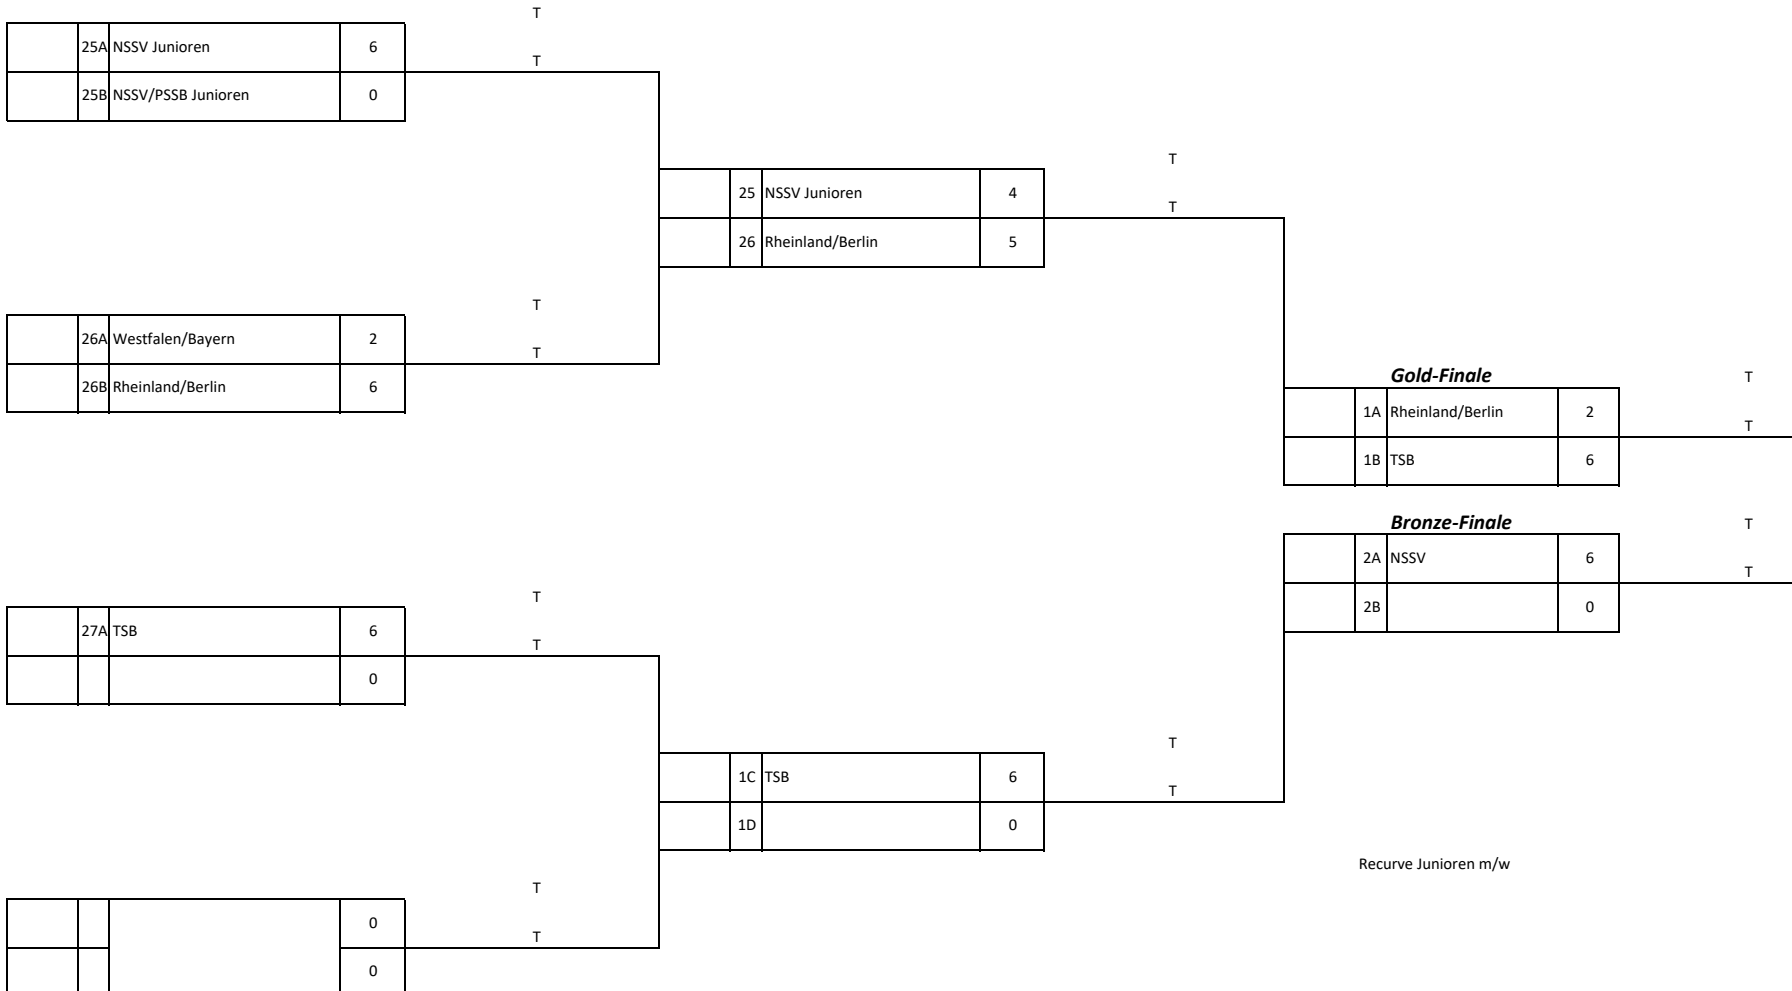 T
25A NSSV Junioren 6
T
25B NSSV/PSSB Junioren 0
T
25 NSSV Junioren 4
T
26 Rheinland/Berlin 5
T
26A Westfalen/Bayern 2
T
26B Rheinland/Berlin 6
Gold-Finale T
1A Rheinland/Berlin 2
T
1B TSB 6
Bronze-Finale T
2A NSSV 6
T
2B 0
T
27A TSB 6
T
0
T
1C TSB 6
T
1D 0
Recurve Junioren m/w
T
0
T
0